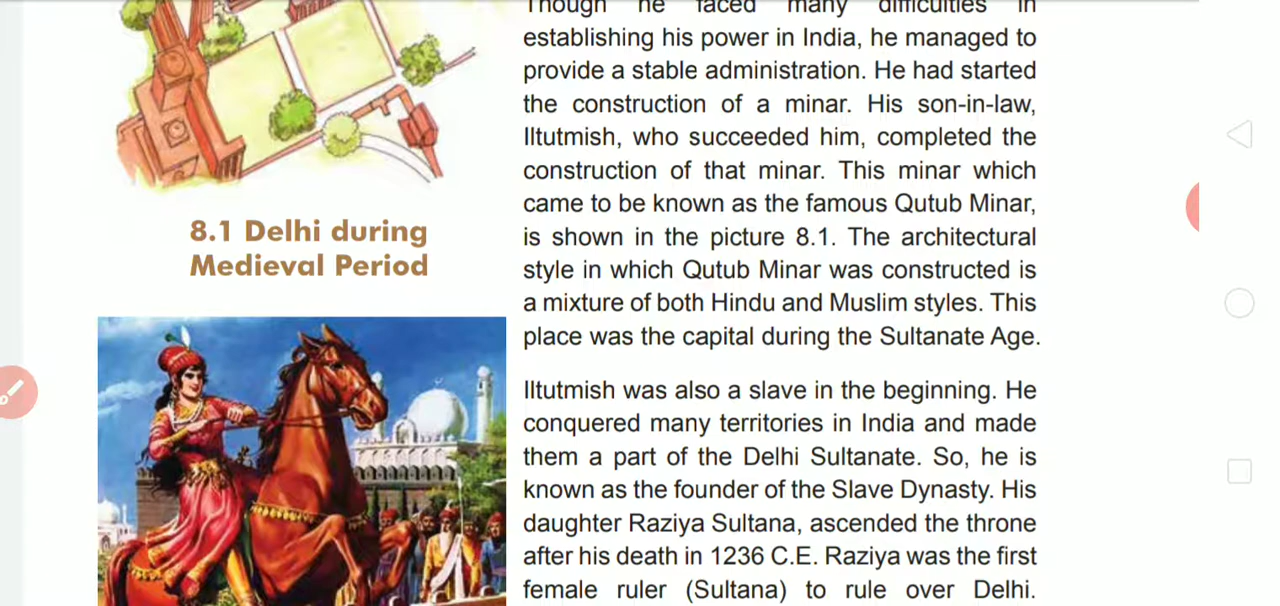 Though he faced many difficulties in
establishing his power in India, he managed to
provide a stable administration. He had started
the construction of a minar. His son-in-law,
Iltutmish, who succeeded him, completed the
construction of that minar. This minar which
came to be known as the famous Qutub Minar,
is shown in the picture 8.1. The architectural
style in which Qutub Minar was constructed is
a mixture of both Hindu and Muslim styles. This
place was the capital during the Sultanate Age.
Iltutmish was also a slave in the beginning. He
conquered many territories in India and made
them a part of the Delhi Sultanate. So, he is
known as the founder of the Slave Dynasty. His
daughter Raziya Sultana, ascended the throne
after his death in 1236 C.E. Raziya was the first
female ruler (Sultana) to rule over Delhi.
8.1 Delhi during
Medieval Period